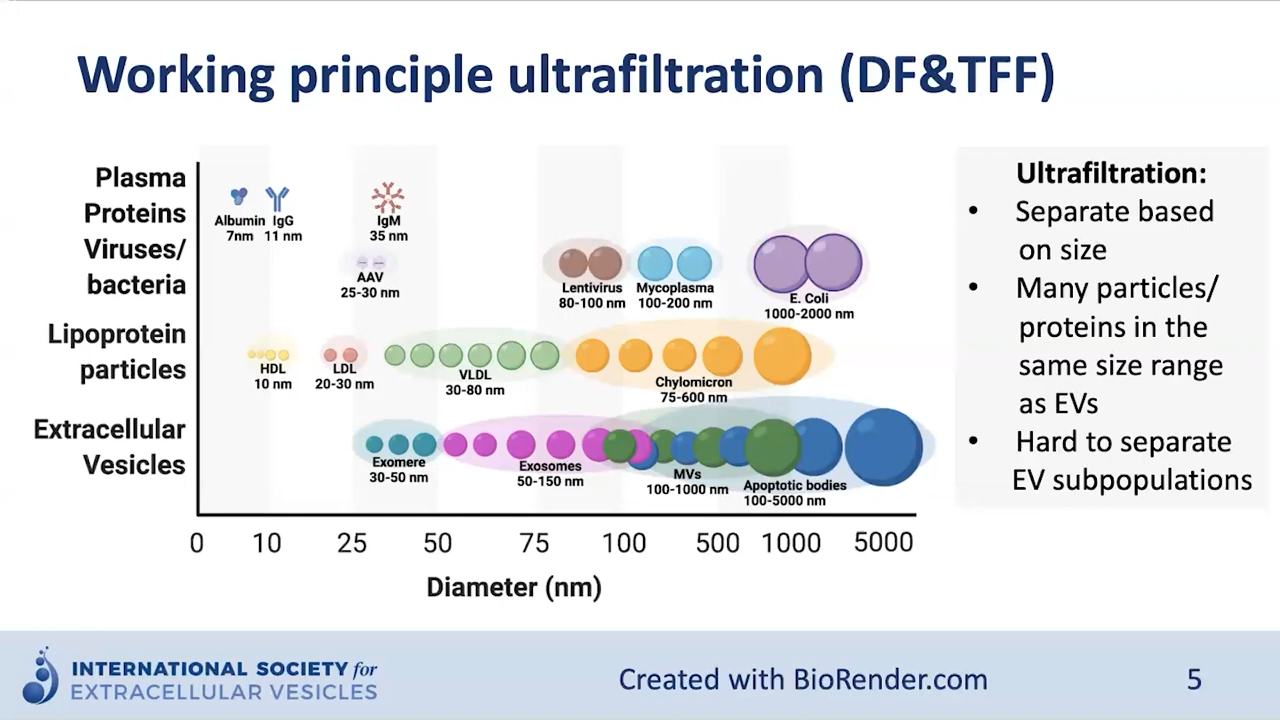 Working principle ultrafiltration (DF&TFF)
Plasma
Proteins
Viruses/
bacteria
Lipoprotein
particles
Extracellular
Vesicles
Albumin
7nm
IgG
11 nm
IgM
35 nm
AAV
25-30 nm
Lentivirus
80-100 nm
Mycoplasma
100-200 nm
E. Coli
1000-2000 nm
HDL
10 nm
LDL
20-30 nm
VLDL
30-80 nm
Chylomicron
75-600 nm
Exomere
30-50 nm
Exosomes
50-150 nm
MVs
100-1000 nm
Apoptotic bodies
100-5000 nm
0 10 25 50 75 100 500 1000 5000
Diameter (nm)
Ultrafiltration:
• Separate based
on size
• Many particles/
proteins in the
same size range
as EVs
• Hard to separate
EV subpopulations
INTERNATIONAL SOCIETY for
EXTRACELLULAR VESICLES
Created with BioRender.com
5